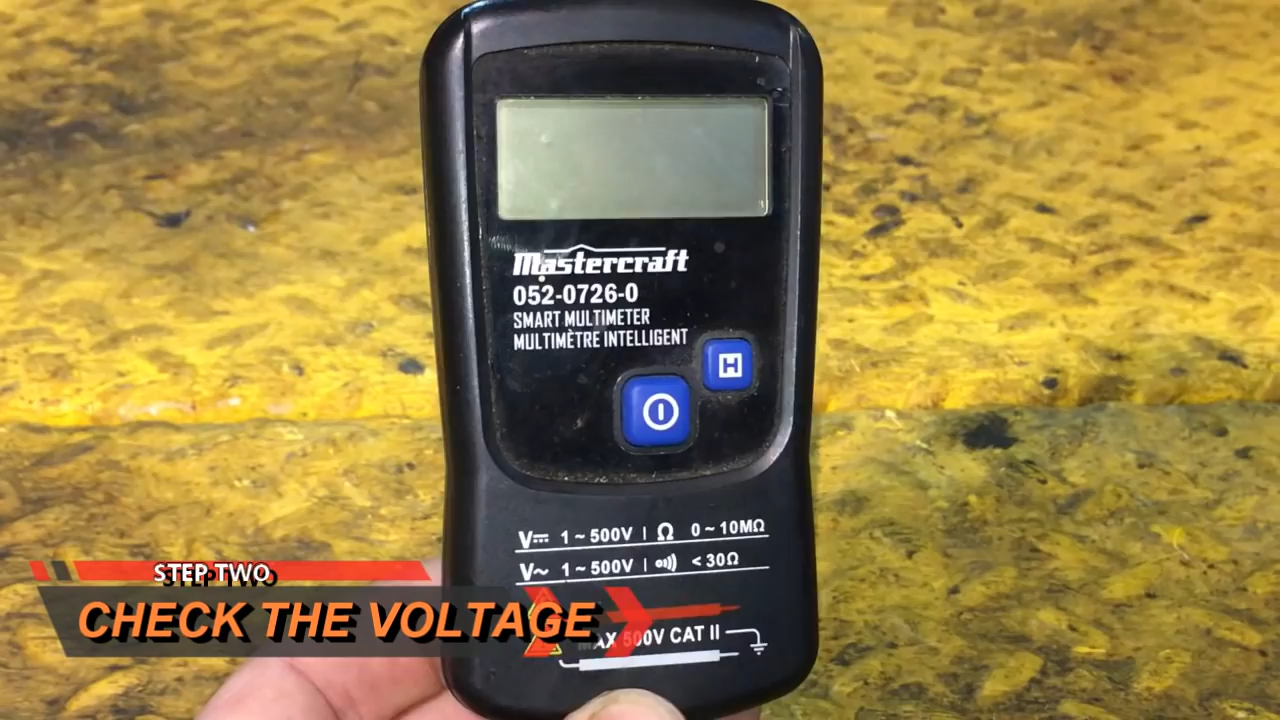 Mastercraft
052-0726-0
SMART MULTIMETER
MULTIMÈTRE INTELLIGENT
H
V⎓ 1~500V | Ω 0~10MΩ
V~ 1~500V | •))) <30Ω
STEP TWO
CHECK THE VOLTAGE
MAX 500V CAT II